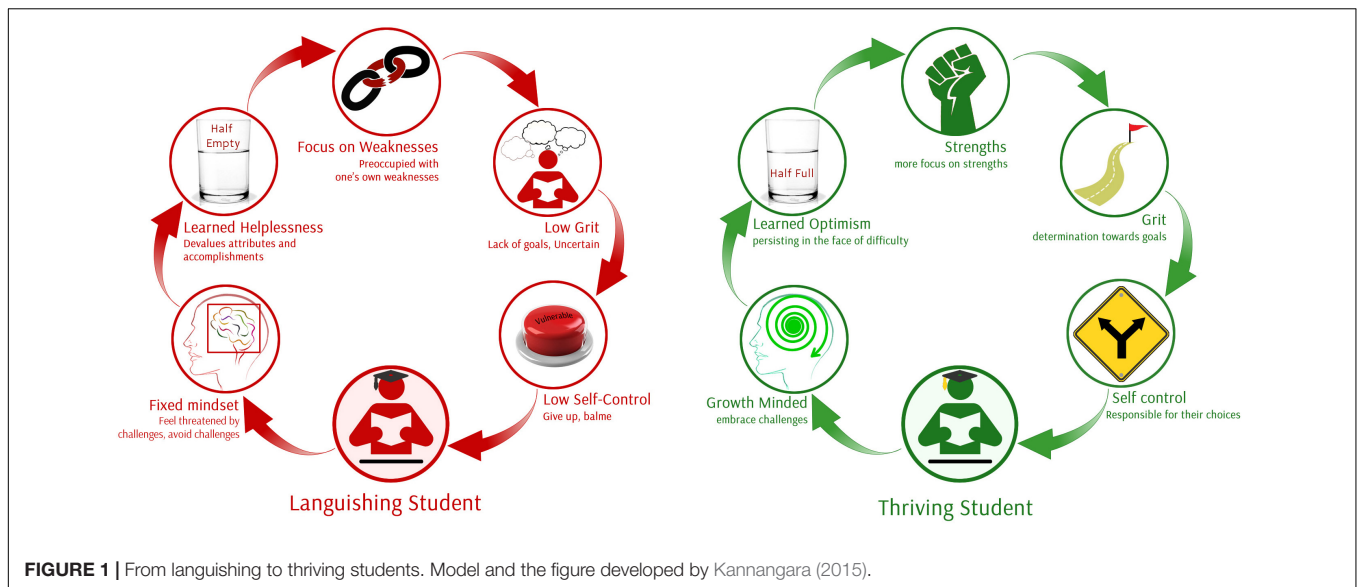 Half
Empty
Focus on Weaknesses
Preoccupied with
one's own weaknesses
Low Grit
Lack of goals, Uncertain
Vulnerable
Low Self-Control
Give up, balme
Languishing Student
Fixed mindset
Feel threatened by
challenges, avoid challenges
Learned Helplessness
Devalues attributes and
accomplishments
Half Full
Strengths
more focus on strengths
Grit
determination towards goals
Self control
Responsible for their choices
Thriving Student
Growth Minded
embrace challenges
Learned Optimism
persisting in the face of difficulty
FIGURE 1 | From languishing to thriving students. Model and the figure developed by Kannangara (2015).